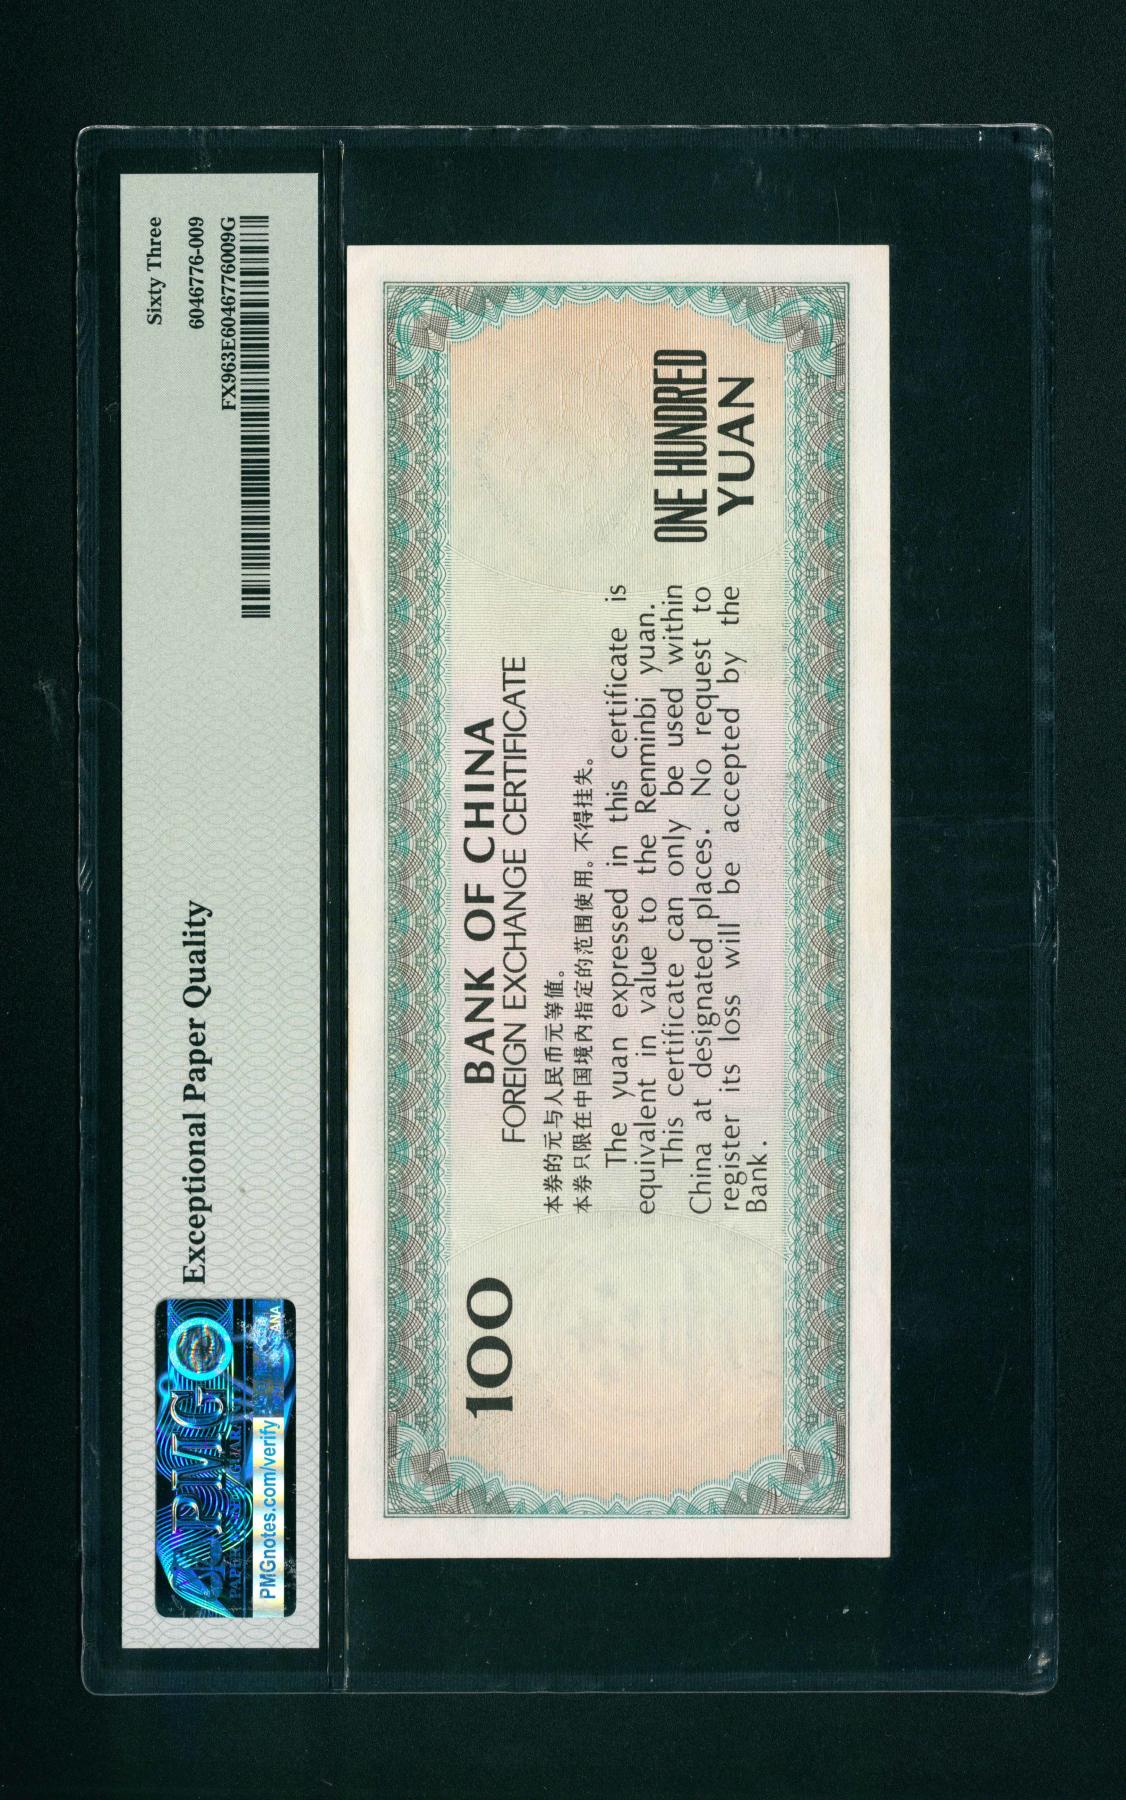 Sixty Three
6046776-009
FX963E6046776009G
Exceptional Paper Quality
PMG
PAPER
GUAR
ANA
PMGnotes.com/verify
BANK OF CHINA
FOREIGN EXCHANGE CERTIFICATE
100
本券的元与人民币元等值。
本券只限在中国境内指定的范围使用。不得挂失。
The yuan expressed in this certificate is
equivalent in value to the Renminbi yuan.
This certificate can only be used within
China at designated places. No request to
register its loss will be accepted by the
Bank.
ONE HUNDRED
YUAN